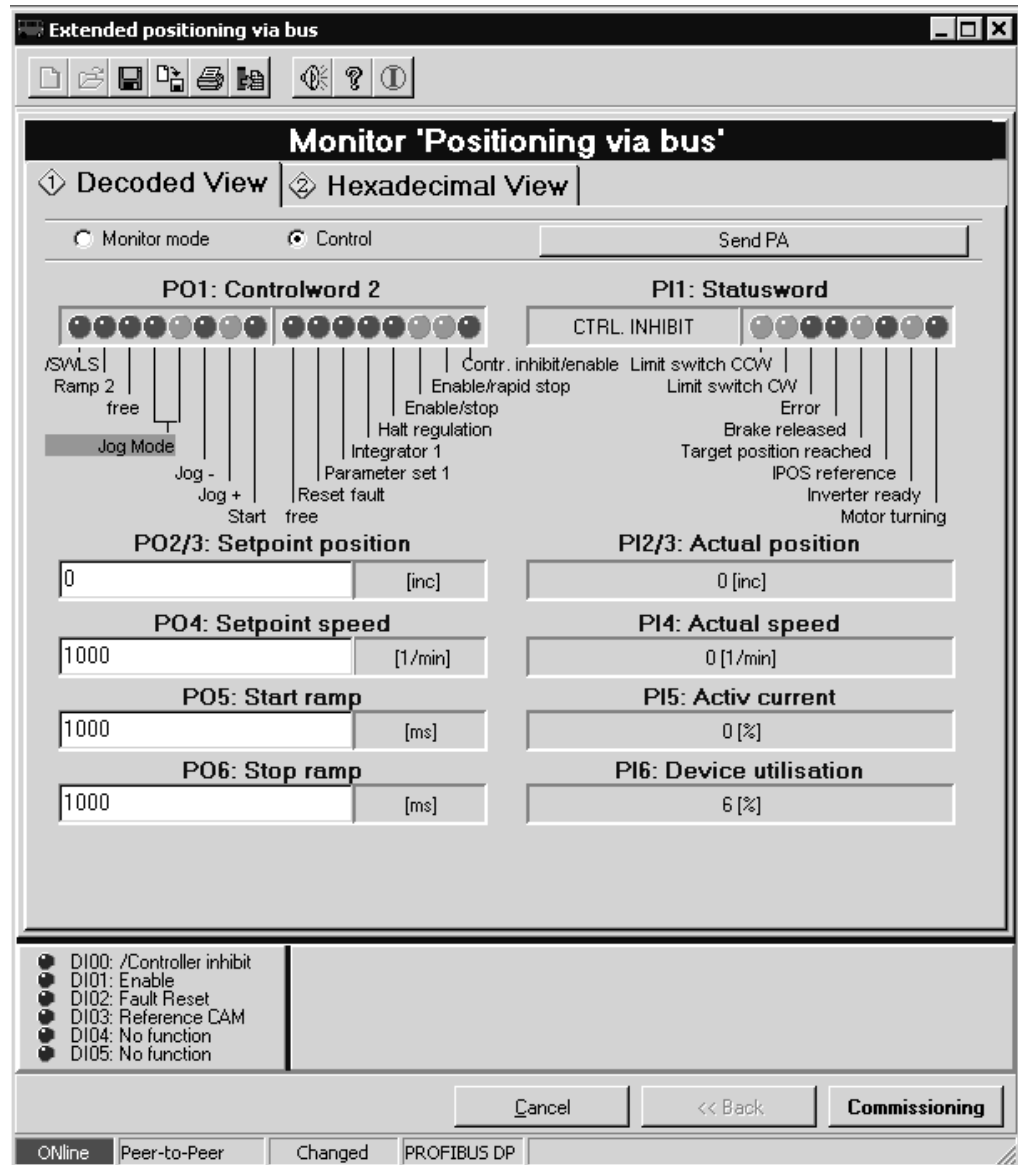 Extended positioning via bus
Monitor 'Positioning via bus'
1 Decoded View
2 Hexadecimal View
Monitor mode
Control
Send PA
PO1: Controlword 2
PI1: Statusword
CTRL. INHIBIT
/SWLS
Ramp 2
free
Jog Mode
Jog -
Jog +
Start
free
Reset fault
Parameter set 1
Integrator 1
Halt regulation
Enable/stop
Enable/rapid stop
Contr. inhibit/enable
Limit switch CCW
Limit switch CW
Error
Brake released
Target position reached
IPOS reference
Inverter ready
Motor turning
PO2/3: Setpoint position
0 [inc]
PI2/3: Actual position
0 [inc]
PO4: Setpoint speed
1000 [1/min]
PI4: Actual speed
0 [1/min]
PO5: Start ramp
1000 [ms]
PI5: Activ current
0 [%]
PO6: Stop ramp
1000 [ms]
PI6: Device utilisation
6 [%]
DI00: /Controller inhibit
DI01: Enable
DI02: Fault Reset
DI03: Reference CAM
DI04: No function
DI05: No function
Cancel
<< Back
Commissioning
ONline
Peer-to-Peer
Changed
PROFIBUS DP